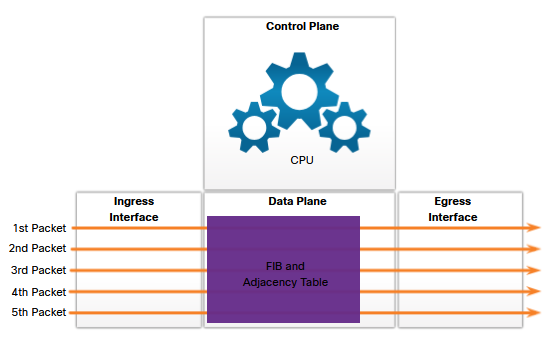 Control Plane
CPU
Ingress
Interface
Data Plane
Egress
Interface
1st Packet
2nd Packet
3rd Packet
4th Packet
5th Packet
FIB and
Adjacency Table